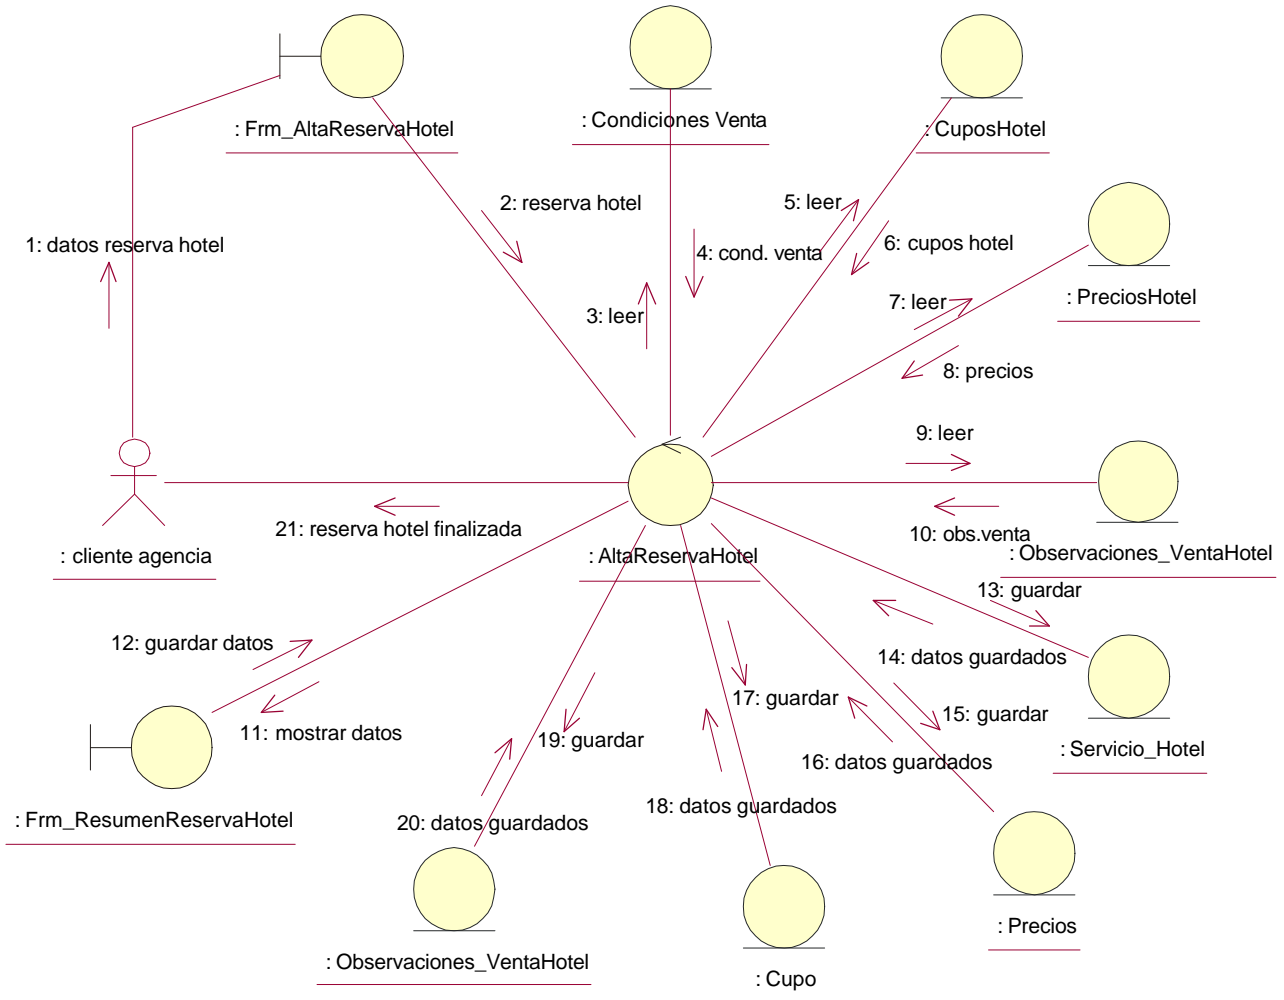 : Frm_AltaReservaHotel
: Condiciones Venta
: CuposHotel
2: reserva hotel
5: leer
1: datos reserva hotel
4: cond. venta
6: cupos hotel
: PreciosHotel
3: leer
7: leer
8: precios
9: leer
21: reserva hotel finalizada
10: obs.venta
: cliente agencia
: AltaReservaHotel
: Observaciones_VentaHotel
13: guardar
12: guardar datos
14: datos guardados
17: guardar
15: guardar
11: mostrar datos
19: guardar
: Servicio_Hotel
16: datos guardados
18: datos guardados
: Frm_ResumenReservaHotel
20: datos guardados
: Precios
: Observaciones_VentaHotel
: Cupo